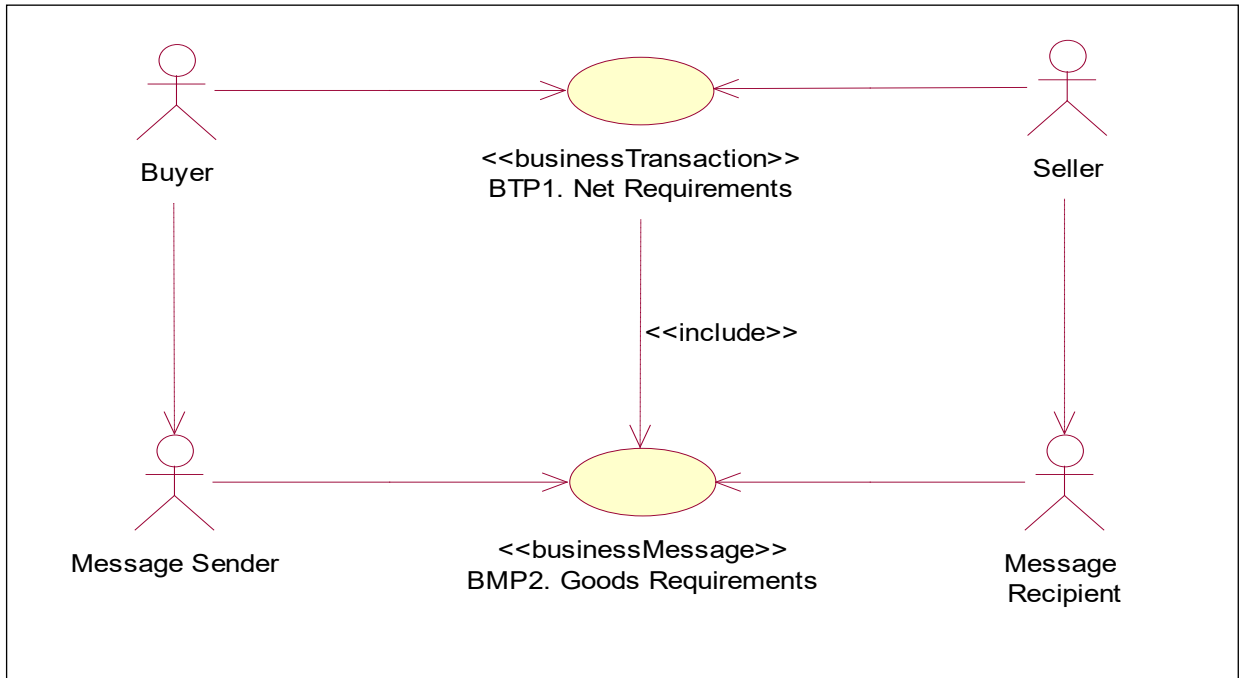 Buyer
<<businessTransaction>>
BTP1. Net Requirements
Seller
<<include>>
Message Sender
<<businessMessage>>
BMP2. Goods Requirements
Message
Recipient